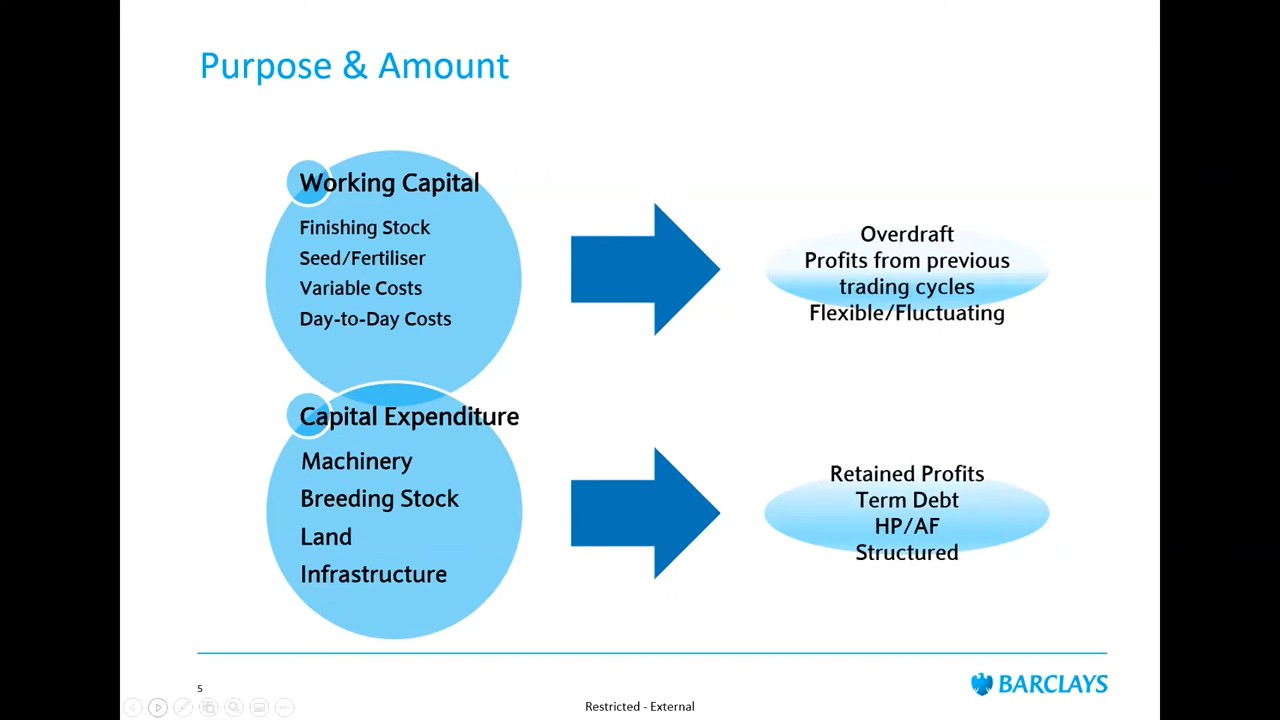 Purpose & Amount
Working Capital
Finishing Stock
Seed/Fertiliser
Variable Costs
Day-to-Day Costs
Overdraft
Profits from previous
trading cycles
Flexible/Fluctuating
Capital Expenditure
Machinery
Breeding Stock
Land
Infrastructure
Retained Profits
Term Debt
HP/AF
Structured
5
BARCLAYS
Restricted - External